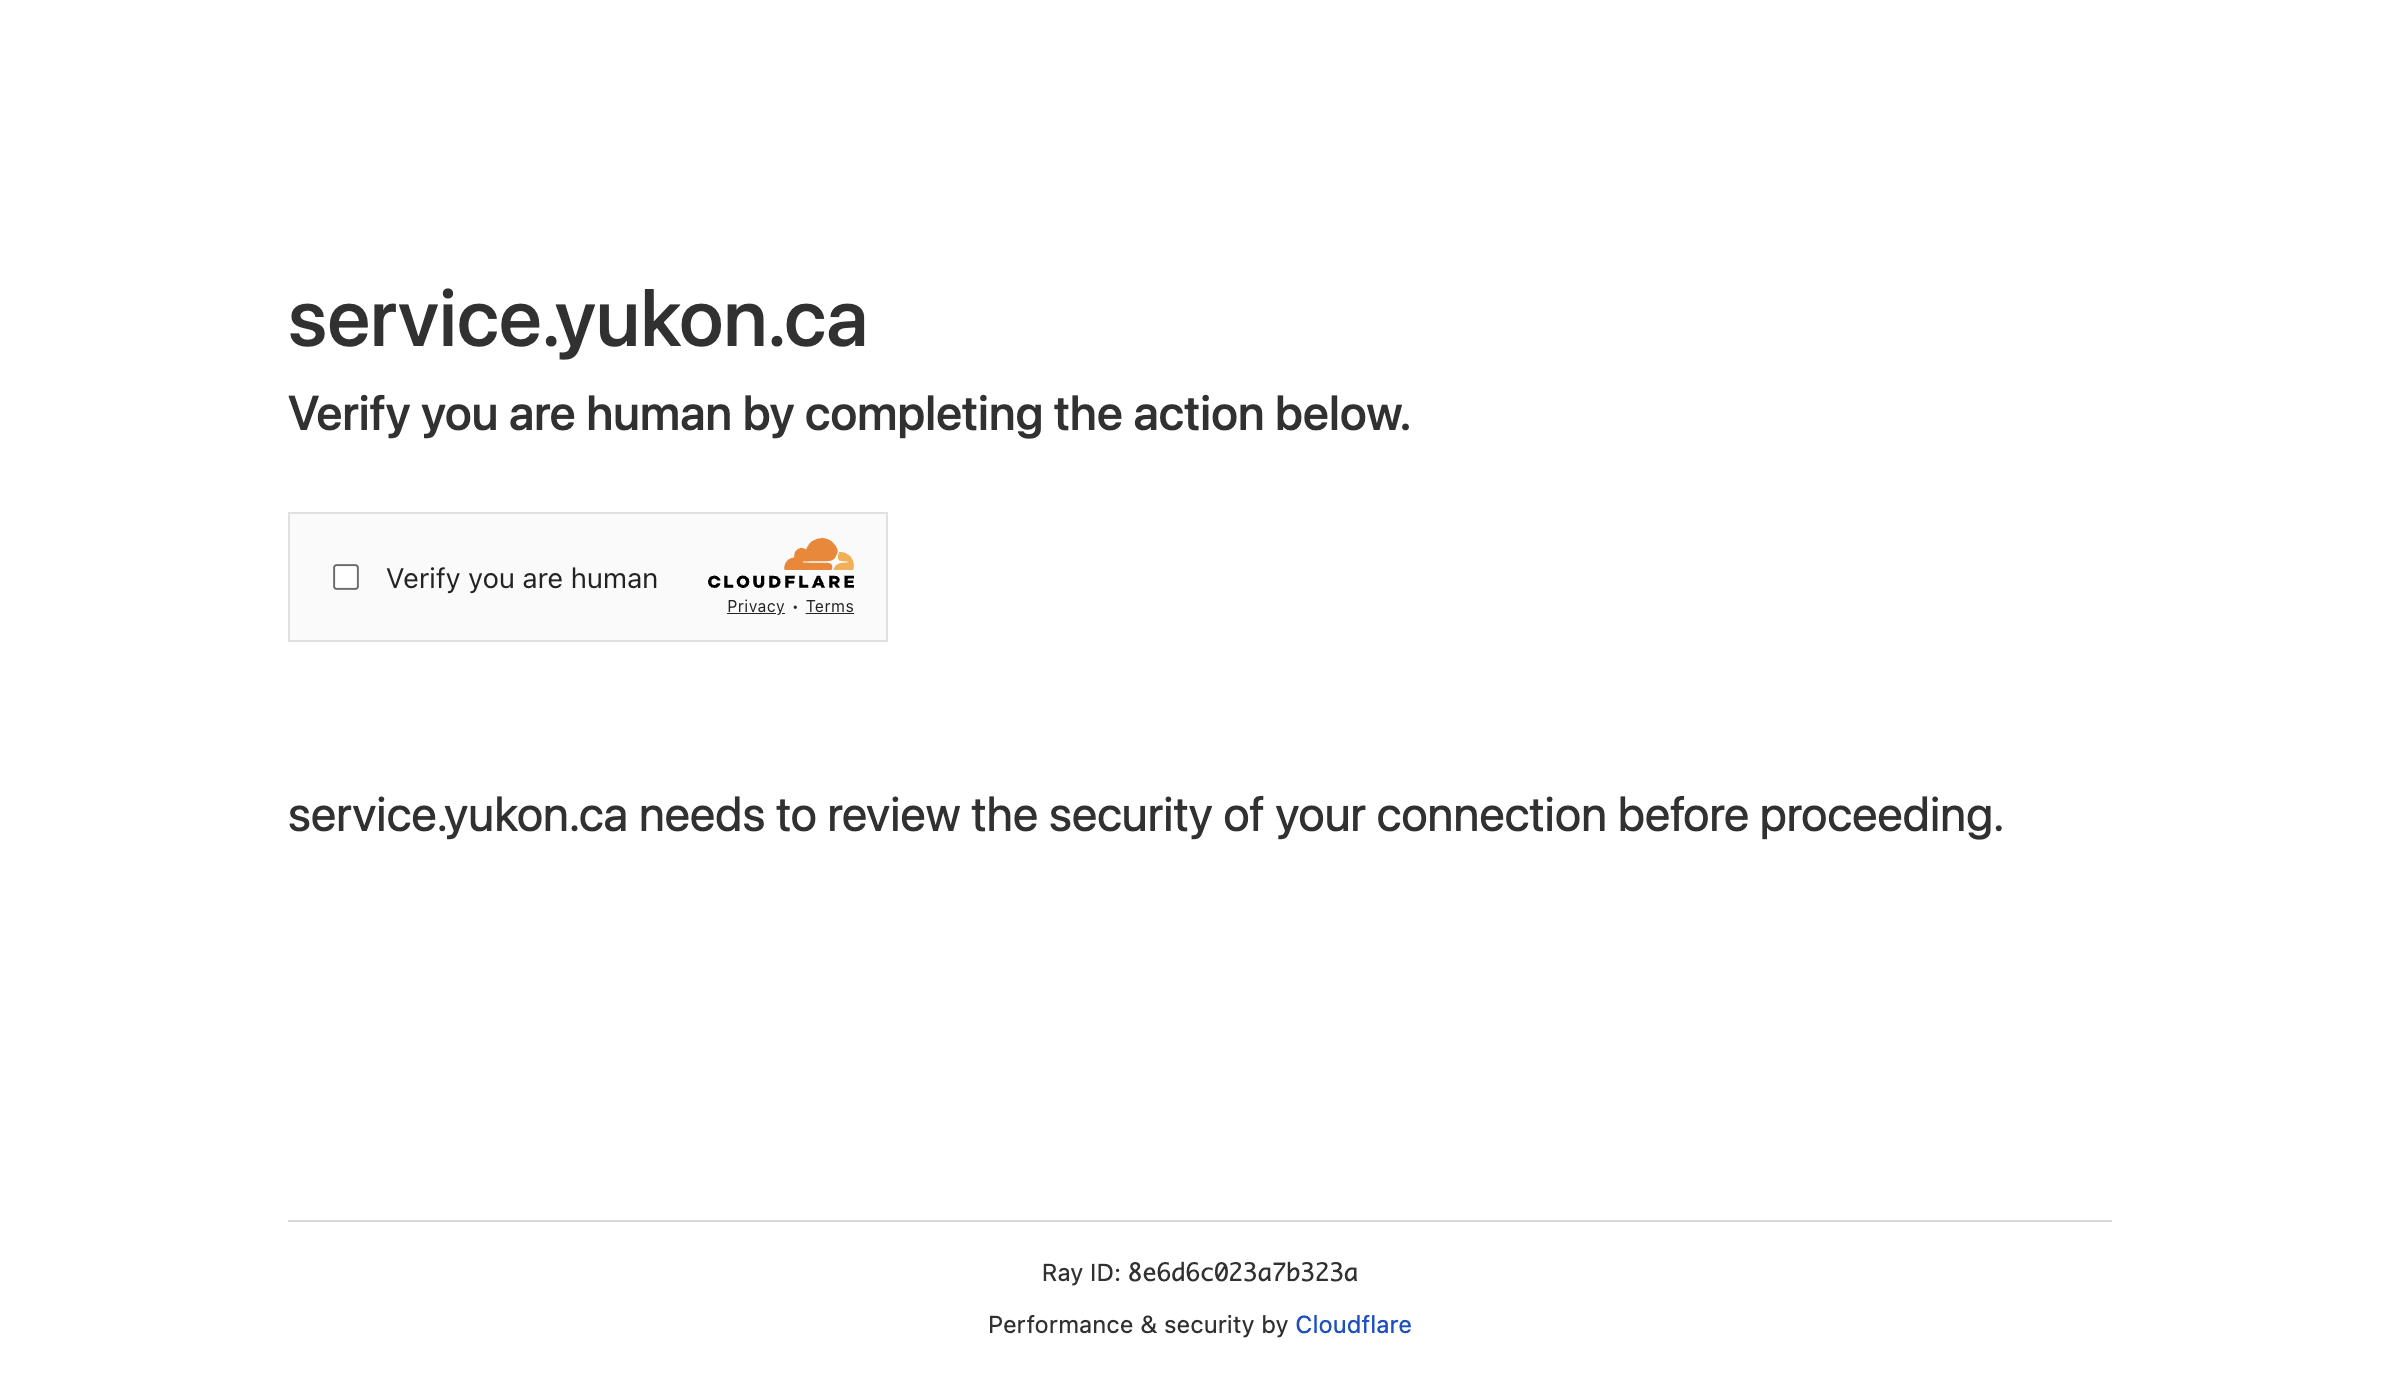 service.yukon.ca
Verify you are human by completing the action below.
Verify you are human
CLOUDFLARE
Privacy • Terms
service.yukon.ca needs to review the security of your connection before proceeding.
Ray ID: 8e6d6c023a7b323a
Performance & security by Cloudflare